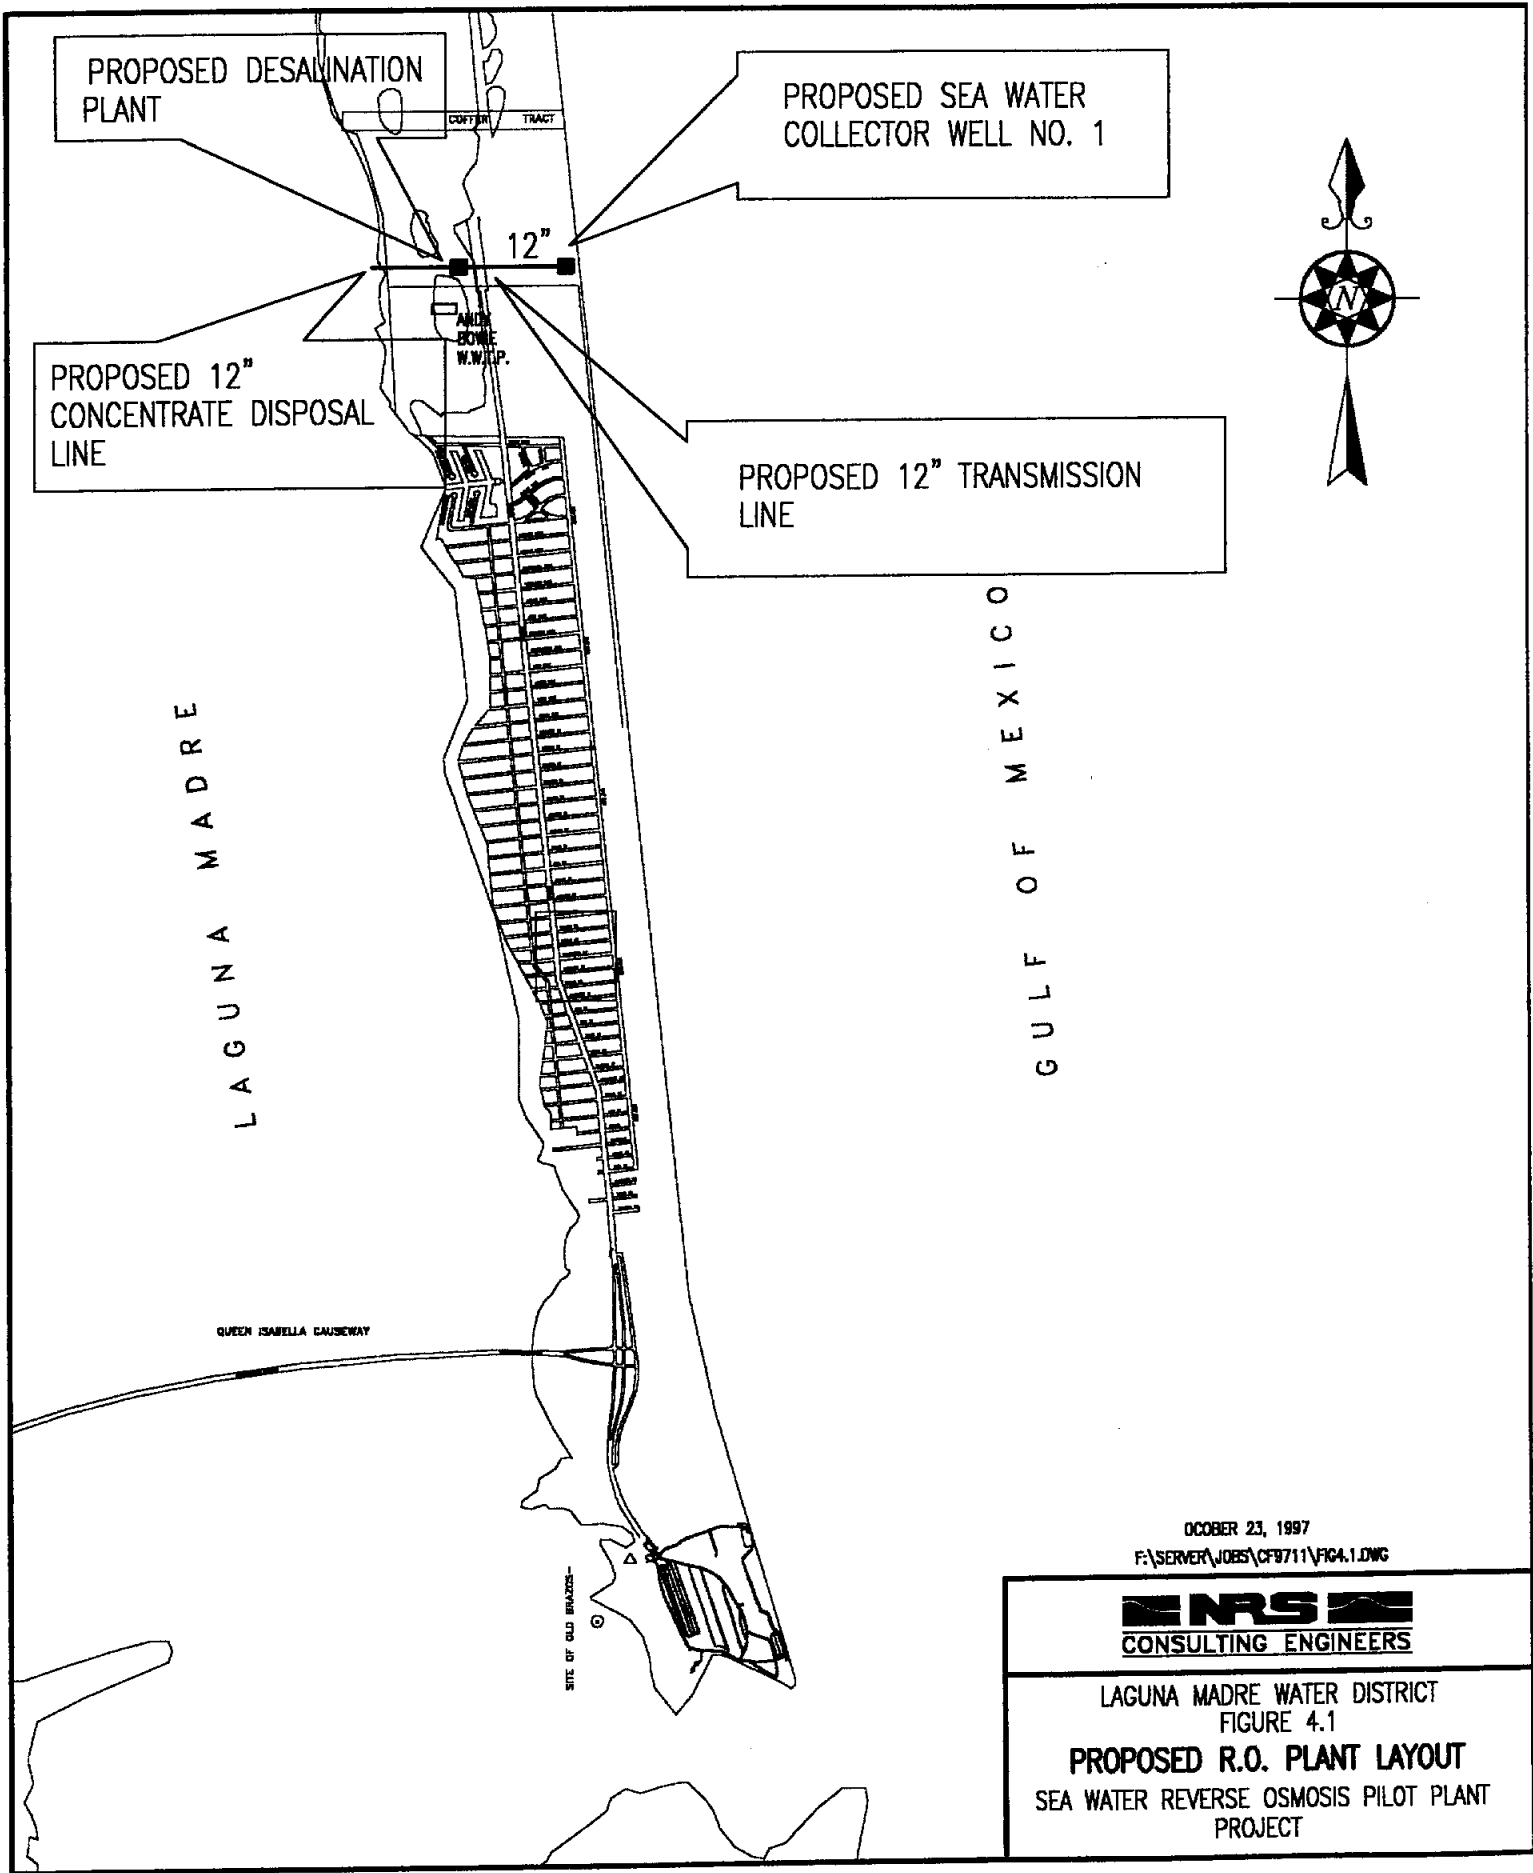 PROPOSED DESALINATION
PLANT
PROPOSED SEA WATER
COLLECTOR WELL NO. 1
COFFER TRACT
12"
N
ANDY
BOWIE
W.W.T.P.
PROPOSED 12"
CONCENTRATE DISPOSAL
LINE
PROPOSED 12" TRANSMISSION
LINE
LAGUNA MADRE
GULF OF MEXICO
QUEEN ISABELLA CAUSEWAY
SITE OF OLD BRAZOS-
OCOBER 23, 1997
F:\SERVER\JOBS\CF9711\FIG4.1.DWG
NRS
CONSULTING ENGINEERS
LAGUNA MADRE WATER DISTRICT
FIGURE 4.1
PROPOSED R.O. PLANT LAYOUT
SEA WATER REVERSE OSMOSIS PILOT PLANT
PROJECT